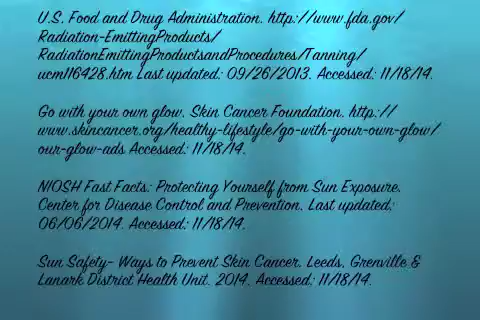 U.S. Food and Drug Administration. http://www.fda.gov/
Radiation-EmittingProducts/
RadiationEmittingProductsandProcedures/Tanning/
ucm116428.htm Last updated: 09/26/2013. Accessed: 11/18/14.
Go with your own glow. Skin Cancer Foundation. http://
www.skincancer.org/healthy-lifestyle/go-with-your-own-glow/
our-glow-ads Accessed: 11/18/14.
NIOSH Fast Facts: Protecting Yourself from Sun Exposure.
Center for Disease Control and Prevention. Last updated:
06/06/2014. Accessed: 11/18/14.
Sun Safety- Ways to Prevent Skin Cancer. Leeds, Grenville &
Lanark District Health Unit. 2014. Accessed: 11/18/14.